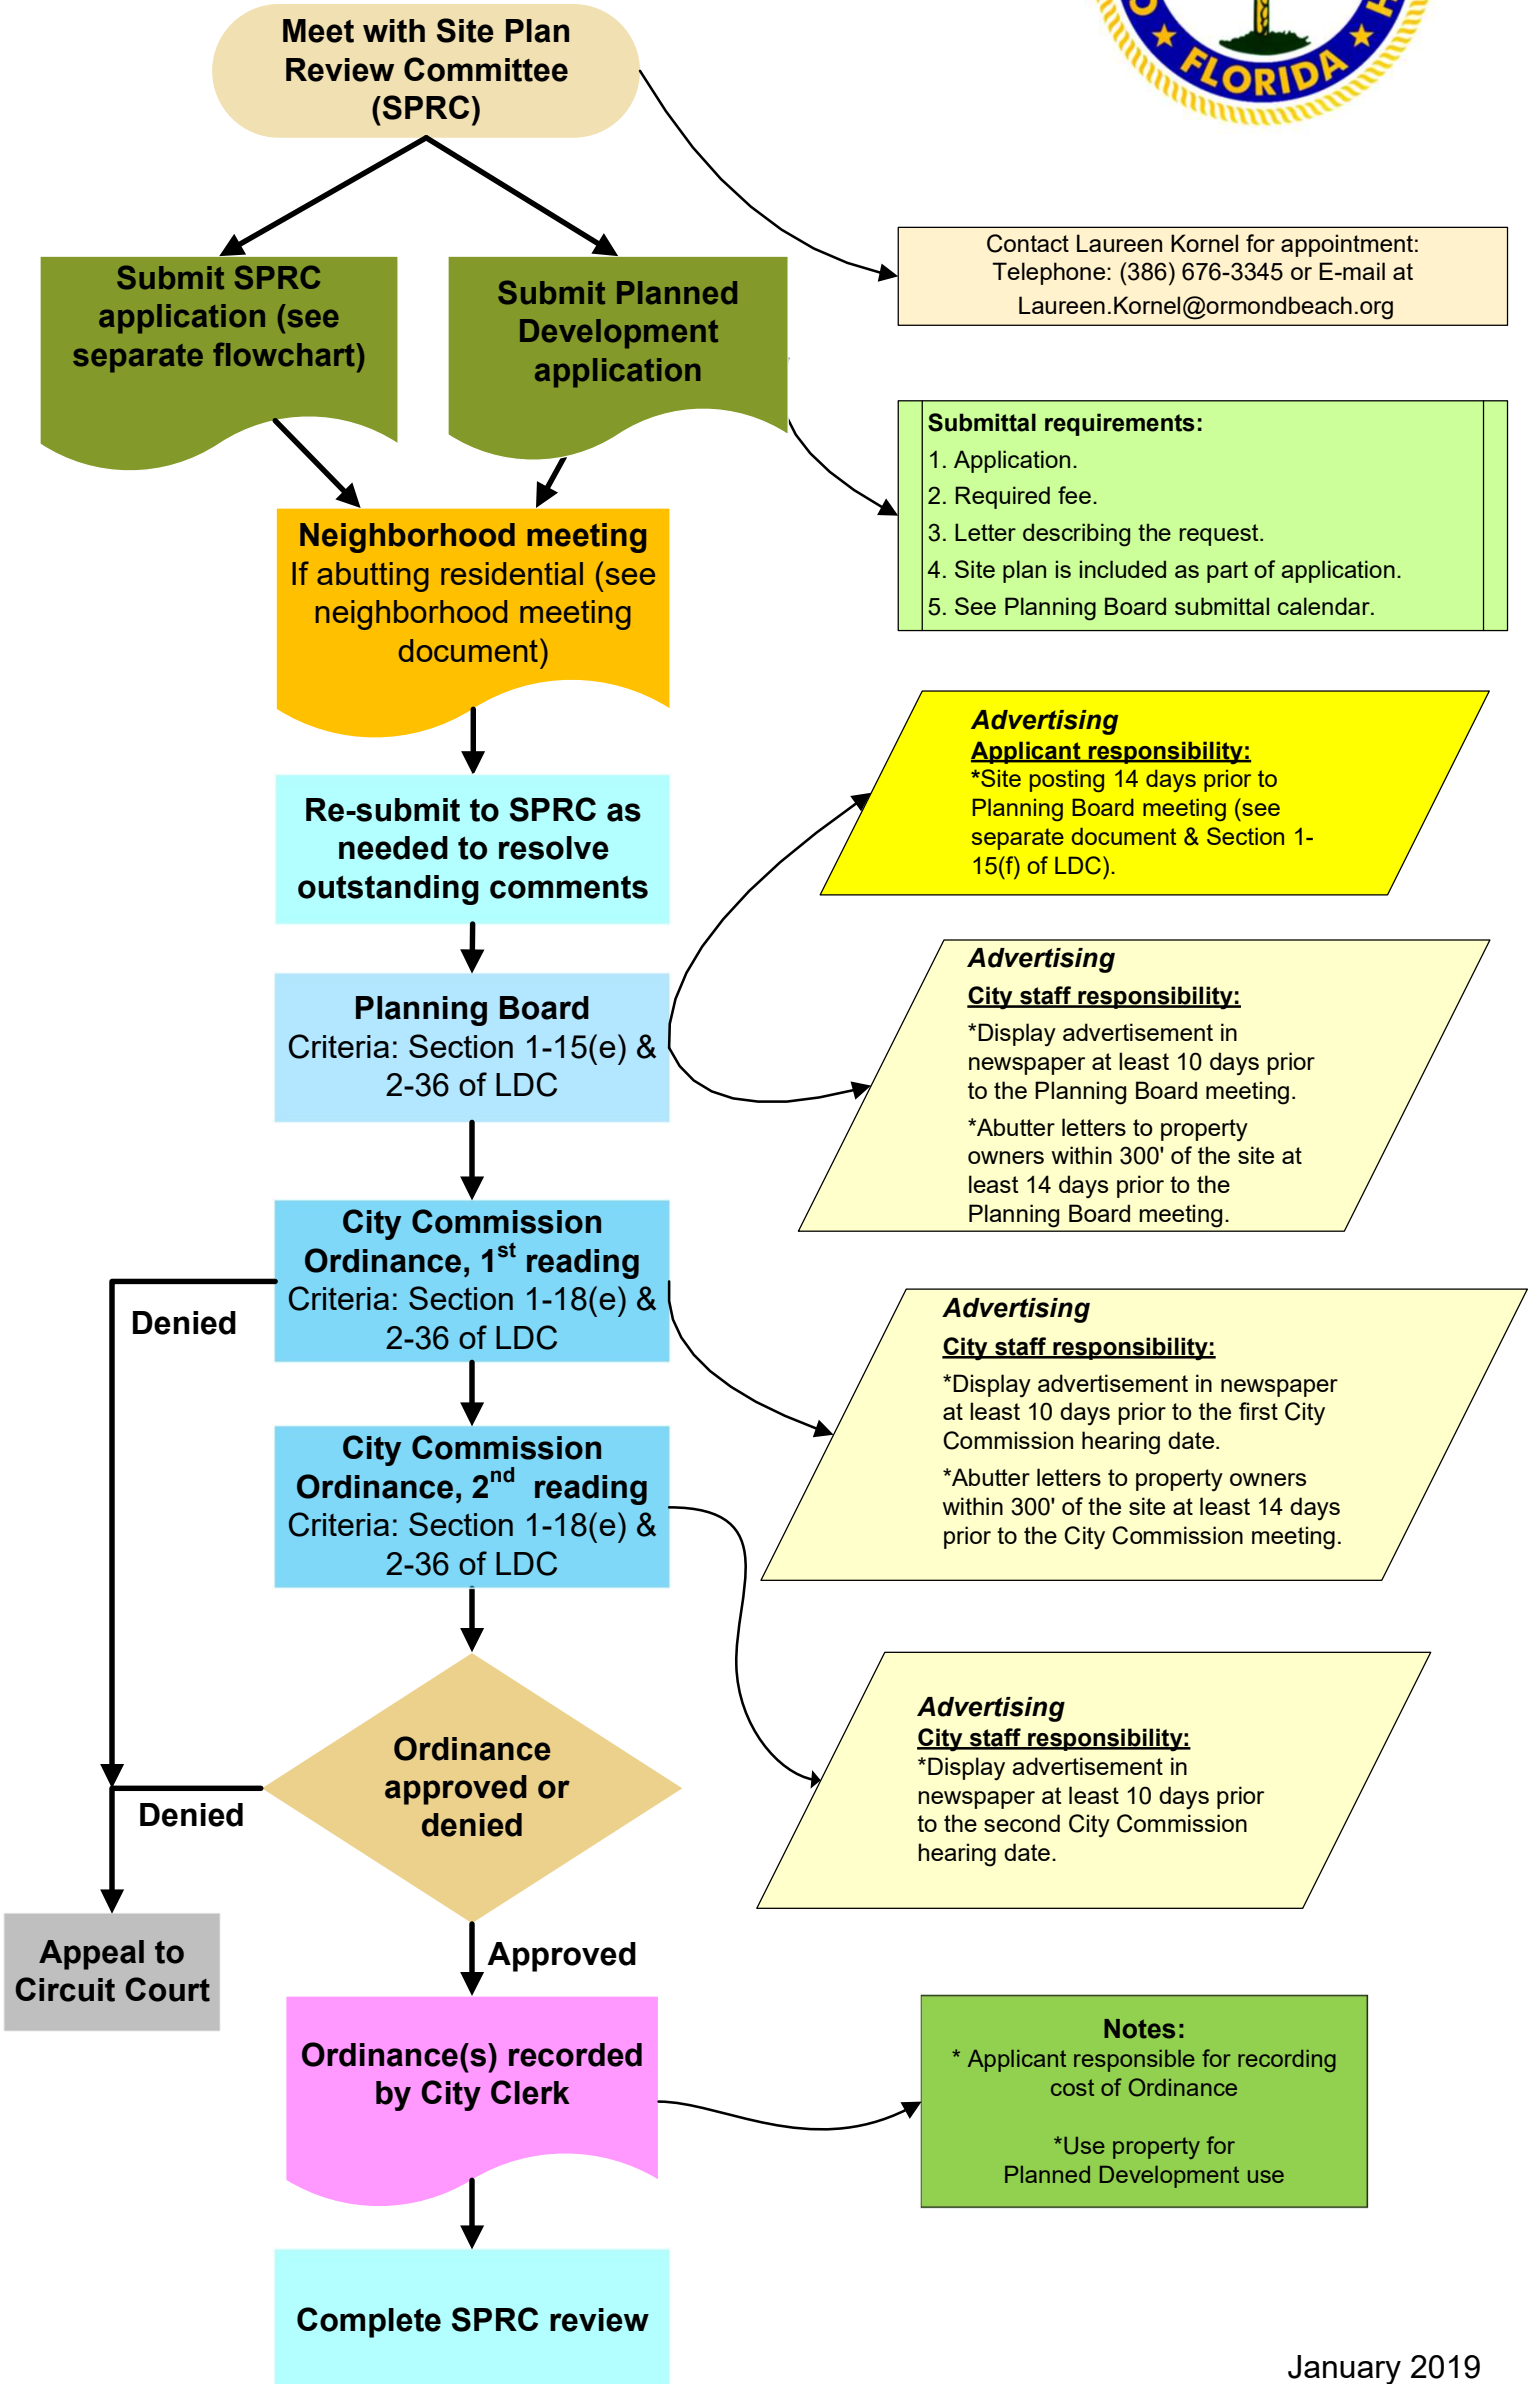 Meet with Site Plan
Review Committee
(SPRC)
FLORIDA
Contact Laureen Kornel for appointment:
Telephone: (386) 676-3345 or E-mail at
Laureen.Kornel@ormondbeach.org
Submit SPRC
application (see
separate flowchart)
Submit Planned
Development
application
Submittal requirements:
1. Application.
2. Required fee.
3. Letter describing the request.
4. Site plan is included as part of application.
5. See Planning Board submittal calendar.
Neighborhood meeting
If abutting residential (see
neighborhood meeting
document)
Advertising
Applicant responsibility:
*Site posting 14 days prior to
Planning Board meeting (see
separate document & Section 1-
15(f) of LDC).
Re-submit to SPRC as
needed to resolve
outstanding comments
Planning Board
Criteria: Section 1-15(e) &
2-36 of LDC
Advertising
City staff responsibility:
*Display advertisement in
newspaper at least 10 days prior
to the Planning Board meeting.
*Abutter letters to property
owners within 300' of the site at
least 14 days prior to the
Planning Board meeting.
City Commission
Ordinance, 1st reading
Criteria: Section 1-18(e) &
2-36 of LDC
Denied
Advertising
City staff responsibility:
*Display advertisement in newspaper
at least 10 days prior to the first City
Commission hearing date.
*Abutter letters to property owners
within 300' of the site at least 14 days
prior to the City Commission meeting.
City Commission
Ordinance, 2nd reading
Criteria: Section 1-18(e) &
2-36 of LDC
Advertising
City staff responsibility:
*Display advertisement in
newspaper at least 10 days prior
to the second City Commission
hearing date.
Ordinance
approved or
denied
Denied
Approved
Appeal to
Circuit Court
Ordinance(s) recorded
by City Clerk
Notes:
* Applicant responsible for recording
cost of Ordinance
*Use property for
Planned Development use
Complete SPRC review
January 2019